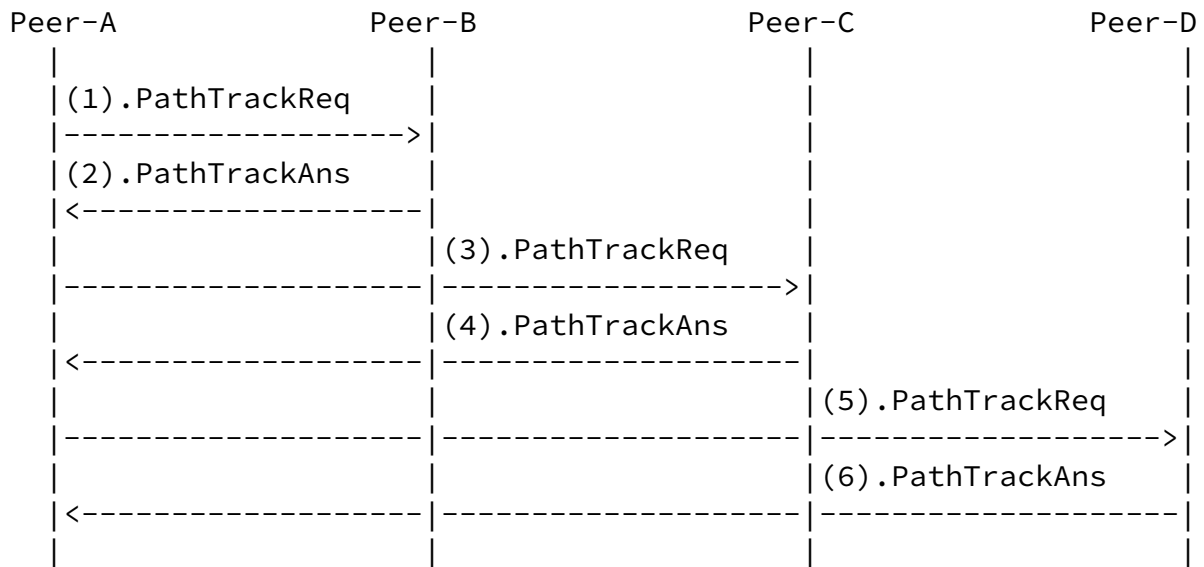 Peer-A Peer-B Peer-C Peer-D
(1).PathTrackReq
(2).PathTrackAns
(3).PathTrackReq
(4).PathTrackAns
(5).PathTrackReq
(6).PathTrackAns